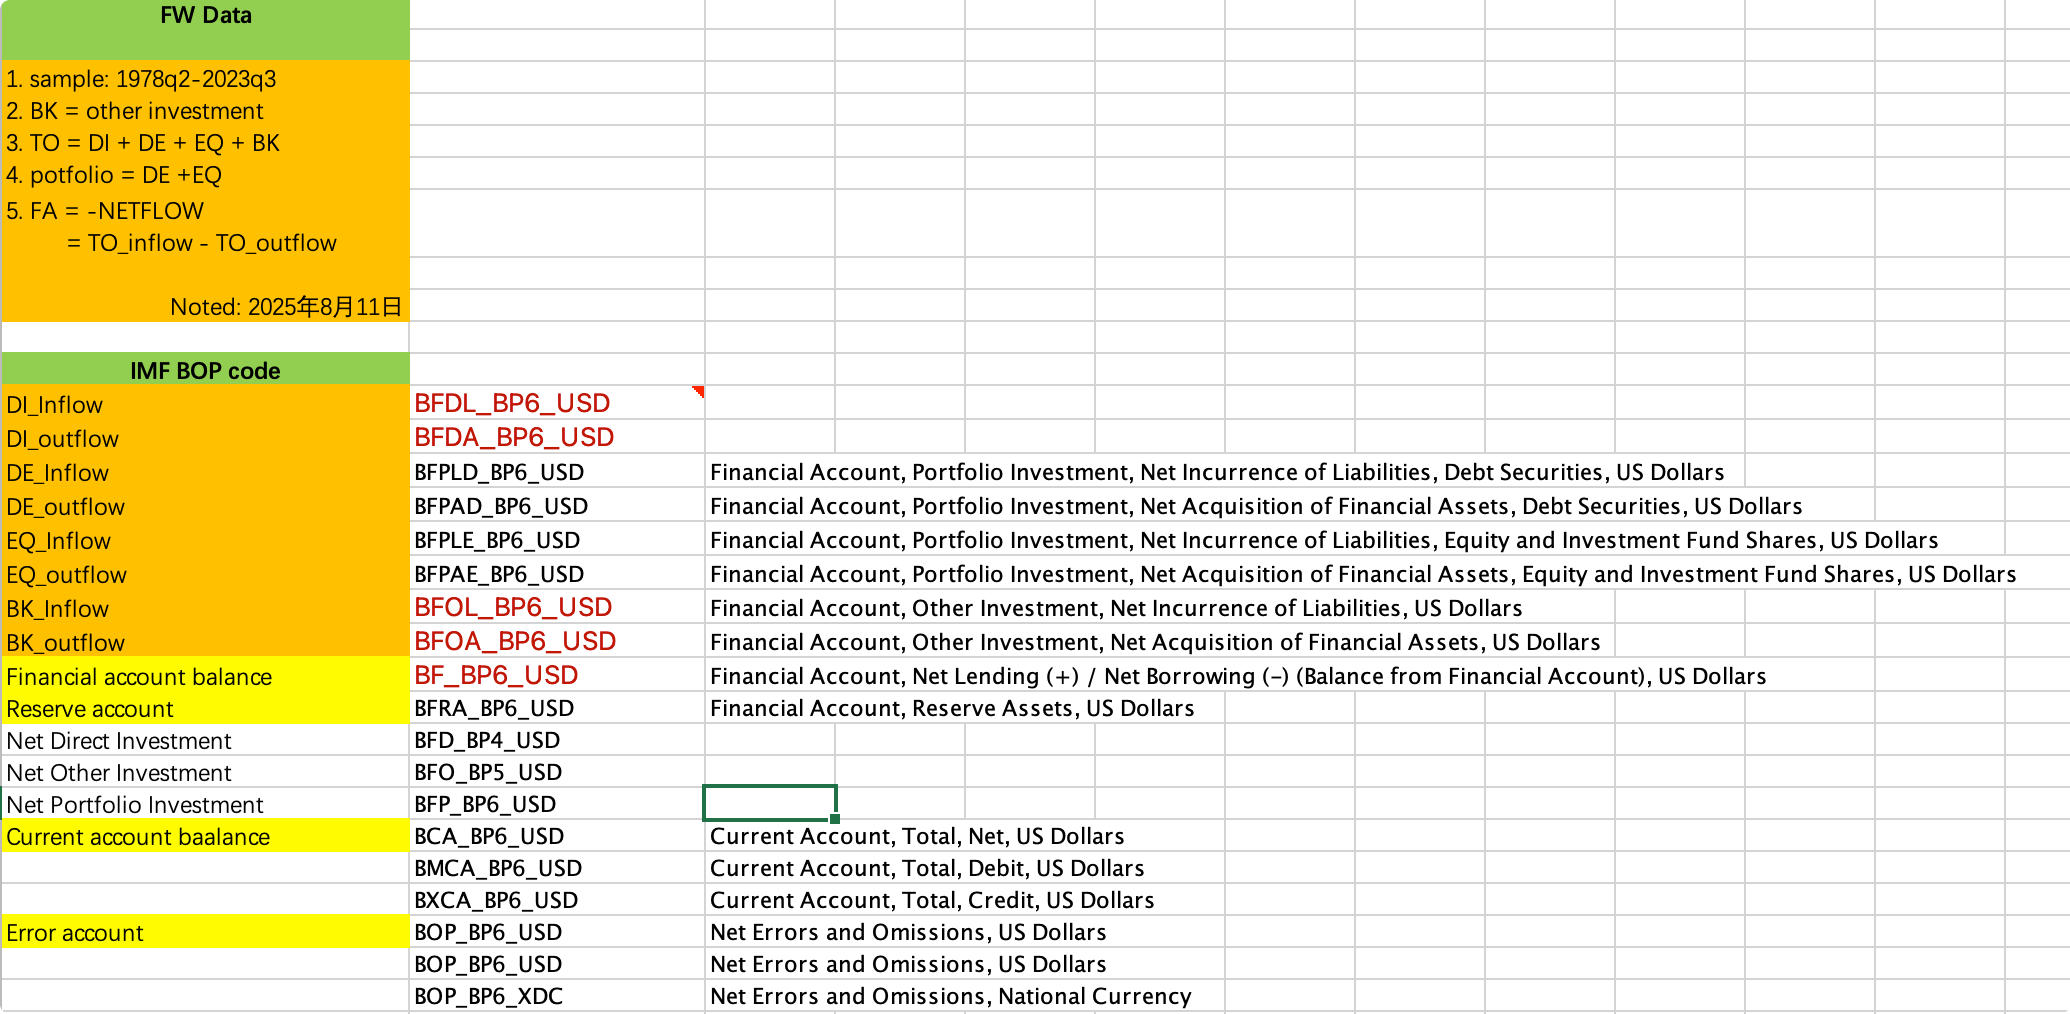 FW Data
1. sample: 1978q2-2023q3
2. BK = other investment
3. TO = DI + DE + EQ + BK
4. potfolio = DE +EQ
5. FA = -NETFLOW
= TO_inflow - TO_outflow
Noted: 2025年8月11日
IMF BOP code
DI_Inflow BFDL_BP6_USD
DI_outflow BFDA_BP6_USD
DE_Inflow BFPLD_BP6_USD Financial Account, Portfolio Investment, Net Incurrence of Liabilities, Debt Securities, US Dollars
DE_outflow BFPAD_BP6_USD Financial Account, Portfolio Investment, Net Acquisition of Financial Assets, Debt Securities, US Dollars
EQ_Inflow BFPLE_BP6_USD Financial Account, Portfolio Investment, Net Incurrence of Liabilities, Equity and Investment Fund Shares, US Dollars
EQ_outflow BFPAE_BP6_USD Financial Account, Portfolio Investment, Net Acquisition of Financial Assets, Equity and Investment Fund Shares, US Dollars
BK_Inflow BFOL_BP6_USD Financial Account, Other Investment, Net Incurrence of Liabilities, US Dollars
BK_outflow BFOA_BP6_USD Financial Account, Other Investment, Net Acquisition of Financial Assets, US Dollars
Financial account balance BF_BP6_USD Financial Account, Net Lending (+) / Net Borrowing (-) (Balance from Financial Account), US Dollars
Reserve account BFRA_BP6_USD Financial Account, Reserve Assets, US Dollars
Net Direct Investment BFD_BP4_USD
Net Other Investment BFO_BP5_USD
Net Portfolio Investment BFP_BP6_USD
Current account baalance BCA_BP6_USD Current Account, Total, Net, US Dollars
BMCA_BP6_USD Current Account, Total, Debit, US Dollars
BXCA_BP6_USD Current Account, Total, Credit, US Dollars
Error account BOP_BP6_USD Net Errors and Omissions, US Dollars
BOP_BP6_USD Net Errors and Omissions, US Dollars
BOP_BP6_XDC Net Errors and Omissions, National Currency